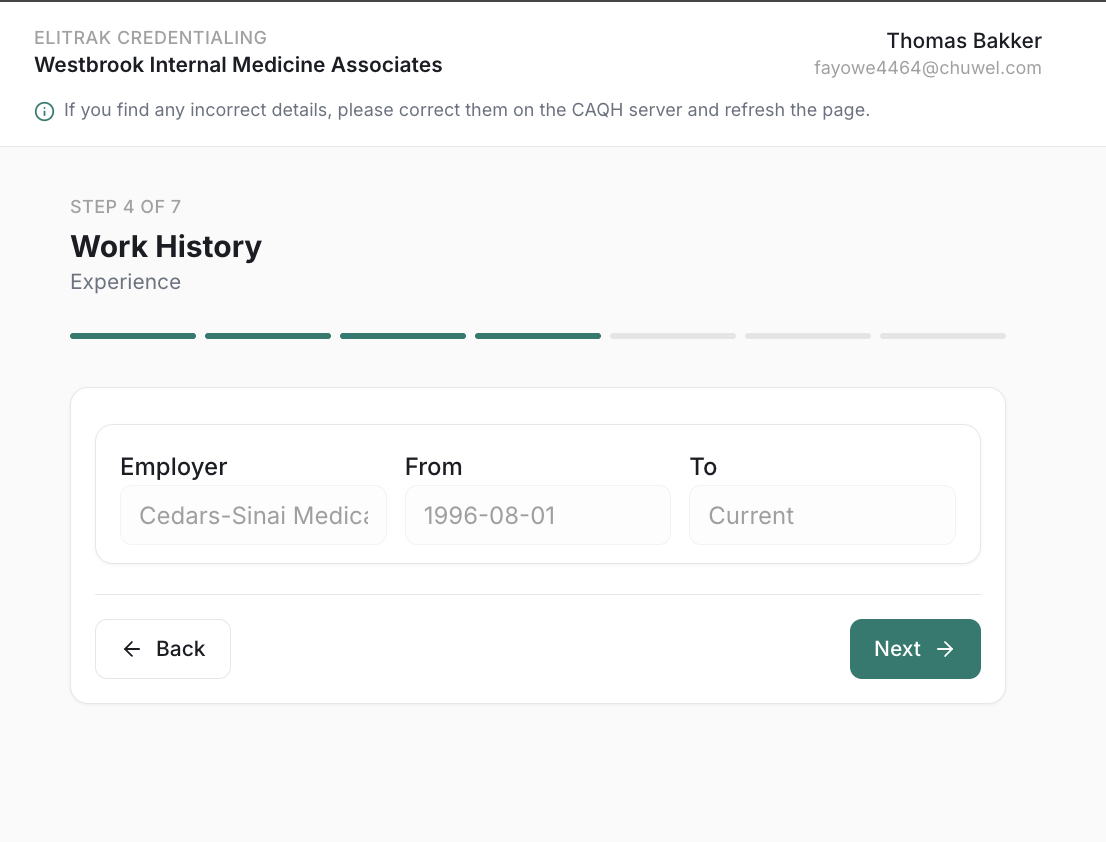 ELITRAK CREDENTIALING
Westbrook Internal Medicine Associates
Thomas Bakker
fayowe4464@chuwel.com
If you find any incorrect details, please correct them on the CAQH server and refresh the page.
STEP 4 OF 7
Work History
Experience
Employer From To
Cedars-Sinai Medica 1996-08-01 Current
Back Next